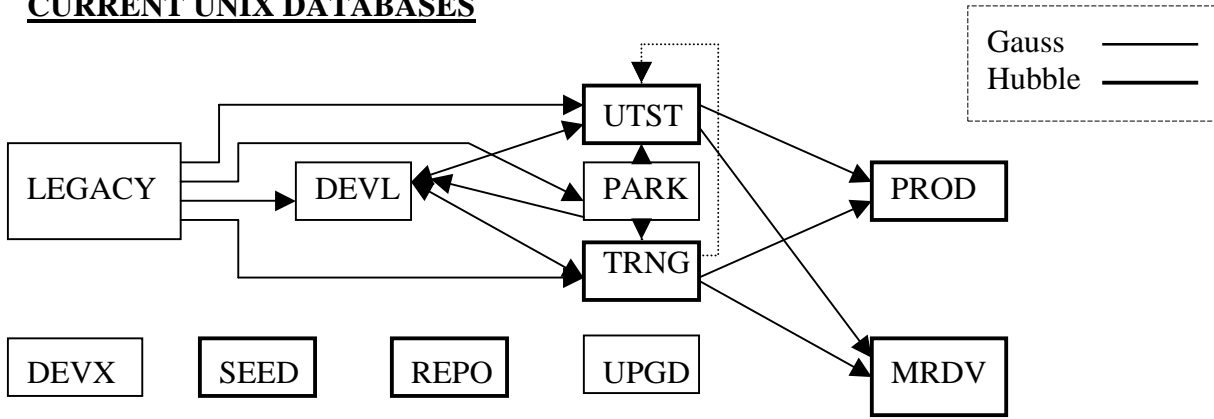 CURRENT UNIX DATABASES
Gauss
Hubble
UTST
LEGACY
DEVL
PARK
PROD
TRNG
DEVX
SEED
REPO
UPGD
MRDV